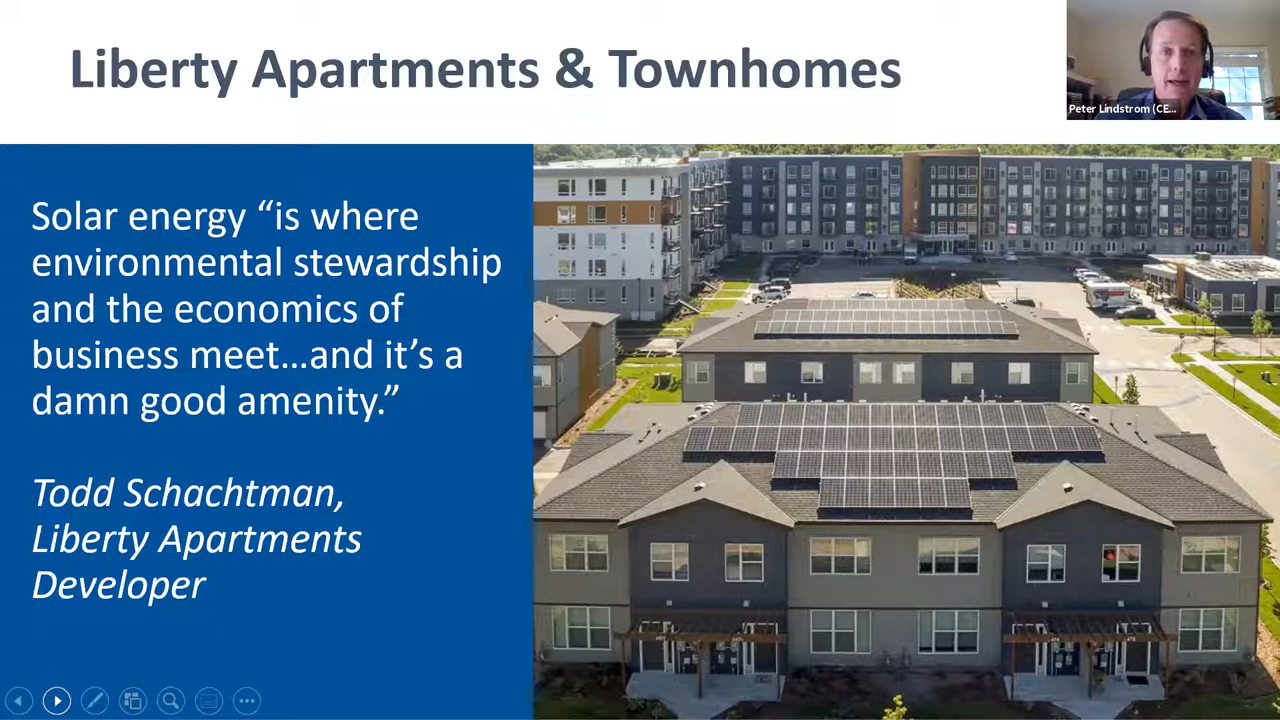 Liberty Apartments & Townhomes
Peter Lindstrom (CE...
Solar energy “is where
environmental stewardship
and the economics of
business meet…and it’s a
damn good amenity.”
Todd Schachtman,
Liberty Apartments
Developer